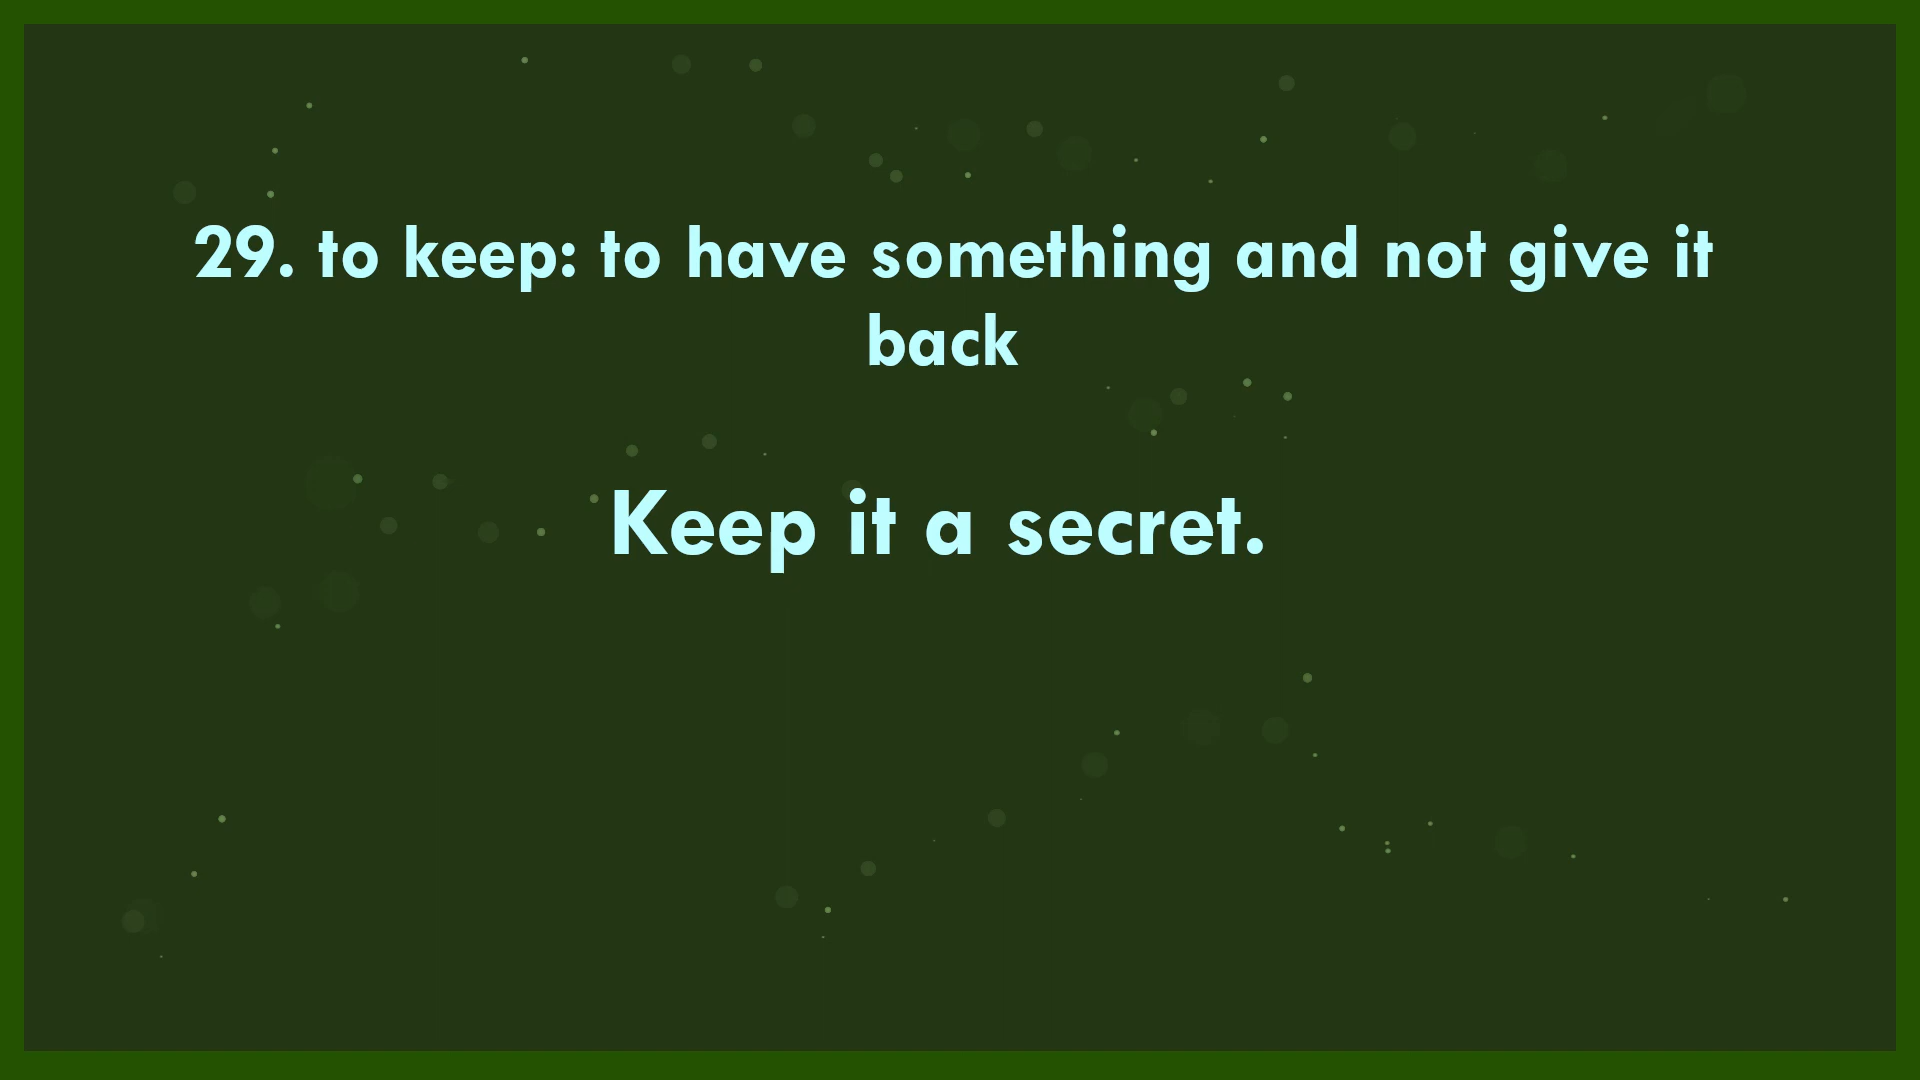 29. to keep: to have something and not give it
back
Keep it a secret.